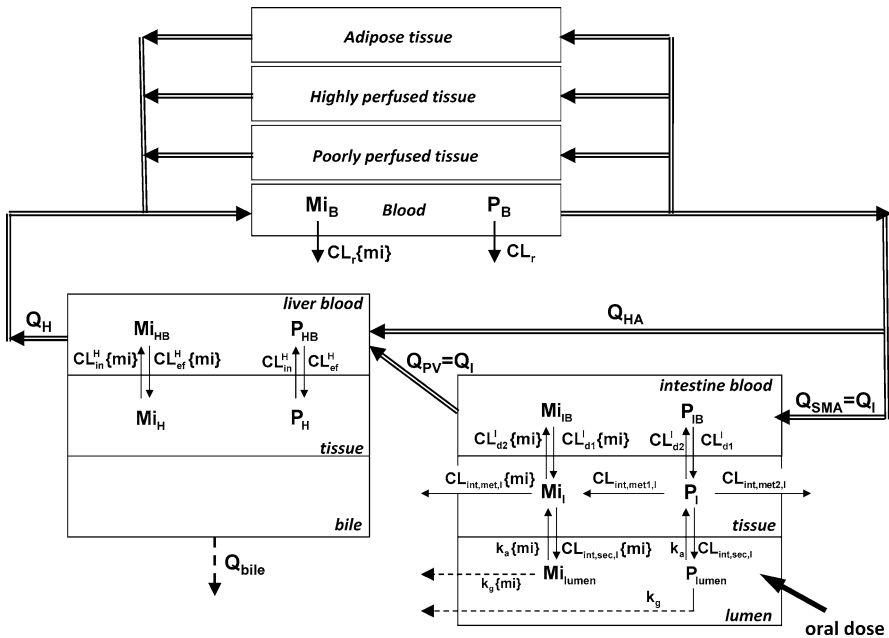 Adipose tissue
Highly perfused tissue
Poorly perfused tissue
Mi_B Blood P_B
CL_r{mi} CL_r
liver blood
Q_H
Mi_HB P_HB
Q_HA
CL^H_in{mi} CL^H_ef{mi} CL^H_in CL^H_ef
Q_PV=Q_I
intestine blood
Q_SMA=Q_I
Mi_IB P_IB
Mi_H P_H
CL^I_d2{mi} CL^I_d1{mi} CL^I_d2 CL^I_d1
tissue
CL_int,met,I{mi} CL_int,met1,I CL_int,met2,I
Mi_I P_I
bile
tissue
k_a{mi} CL_int,sec,I{mi} k_a CL_int,sec,I
Q_bile
Mi_lumen P_lumen
k_g{mi}
k_g
lumen
oral dose